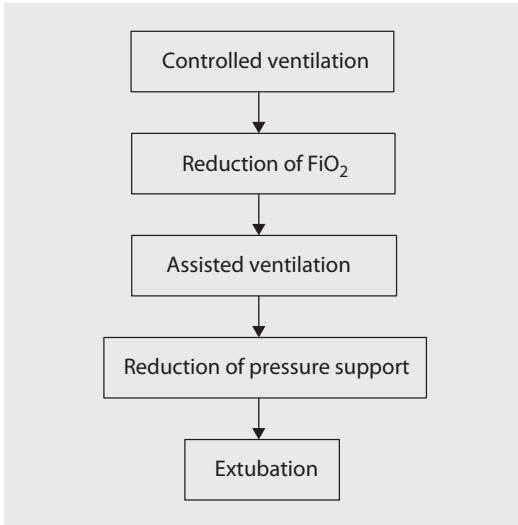 Controlled ventilation
Reduction of FiO₂
Assisted ventilation
Reduction of pressure support
Extubation